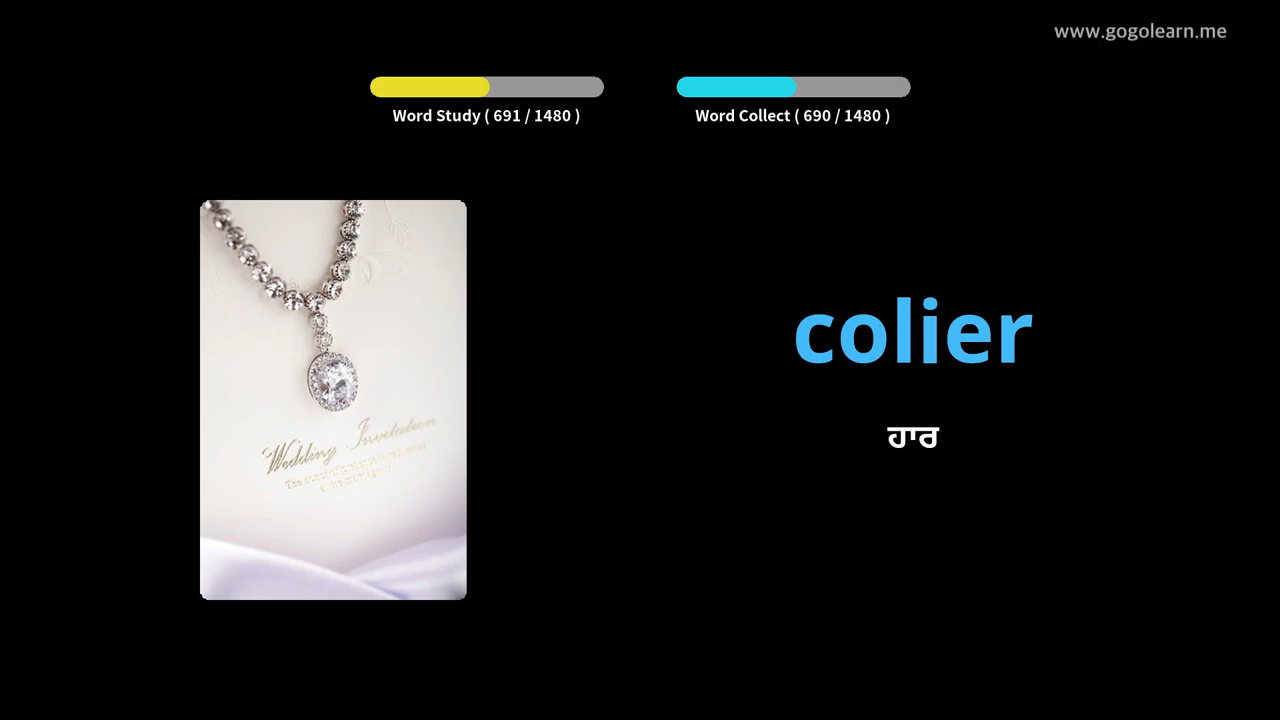 www.gogolearn.me
Word Study ( 691 / 1480 )
Word Collect ( 690 / 1480 )
colier
ਹਾਰ
Wedding Invitation